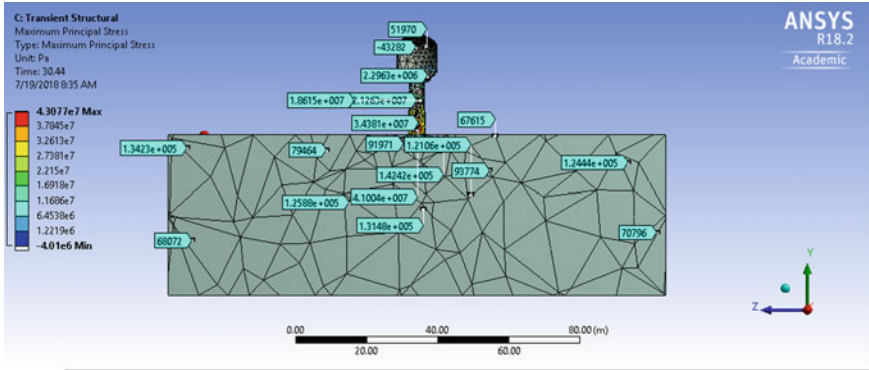 C: Transient Structural
Maximum Principal Stress
Type: Maximum Principal Stress
Unit: Pa
Time: 30.44
7/19/2018 8:35 AM
ANSYS
R18.2
Academic
4.3077e7 Max
3.7845e7
3.2613e7
2.7381e7
2.215e7
1.6918e7
1.1686e7
6.4538e6
1.2219e6
-4.01e6 Min
51970
-43282
2.2963e+006
1.8615e+007
2.1263e+007
3.4381e+007
67615
1.3423e+005
79464
91971
1.2106e+005
1.2444e+005
1.4242e+005
93774
1.2588e+005
4.1004e+007
1.3148e+005
68072
70796
Y
Z
0.00
40.00
80.00 (m)
20.00
60.00